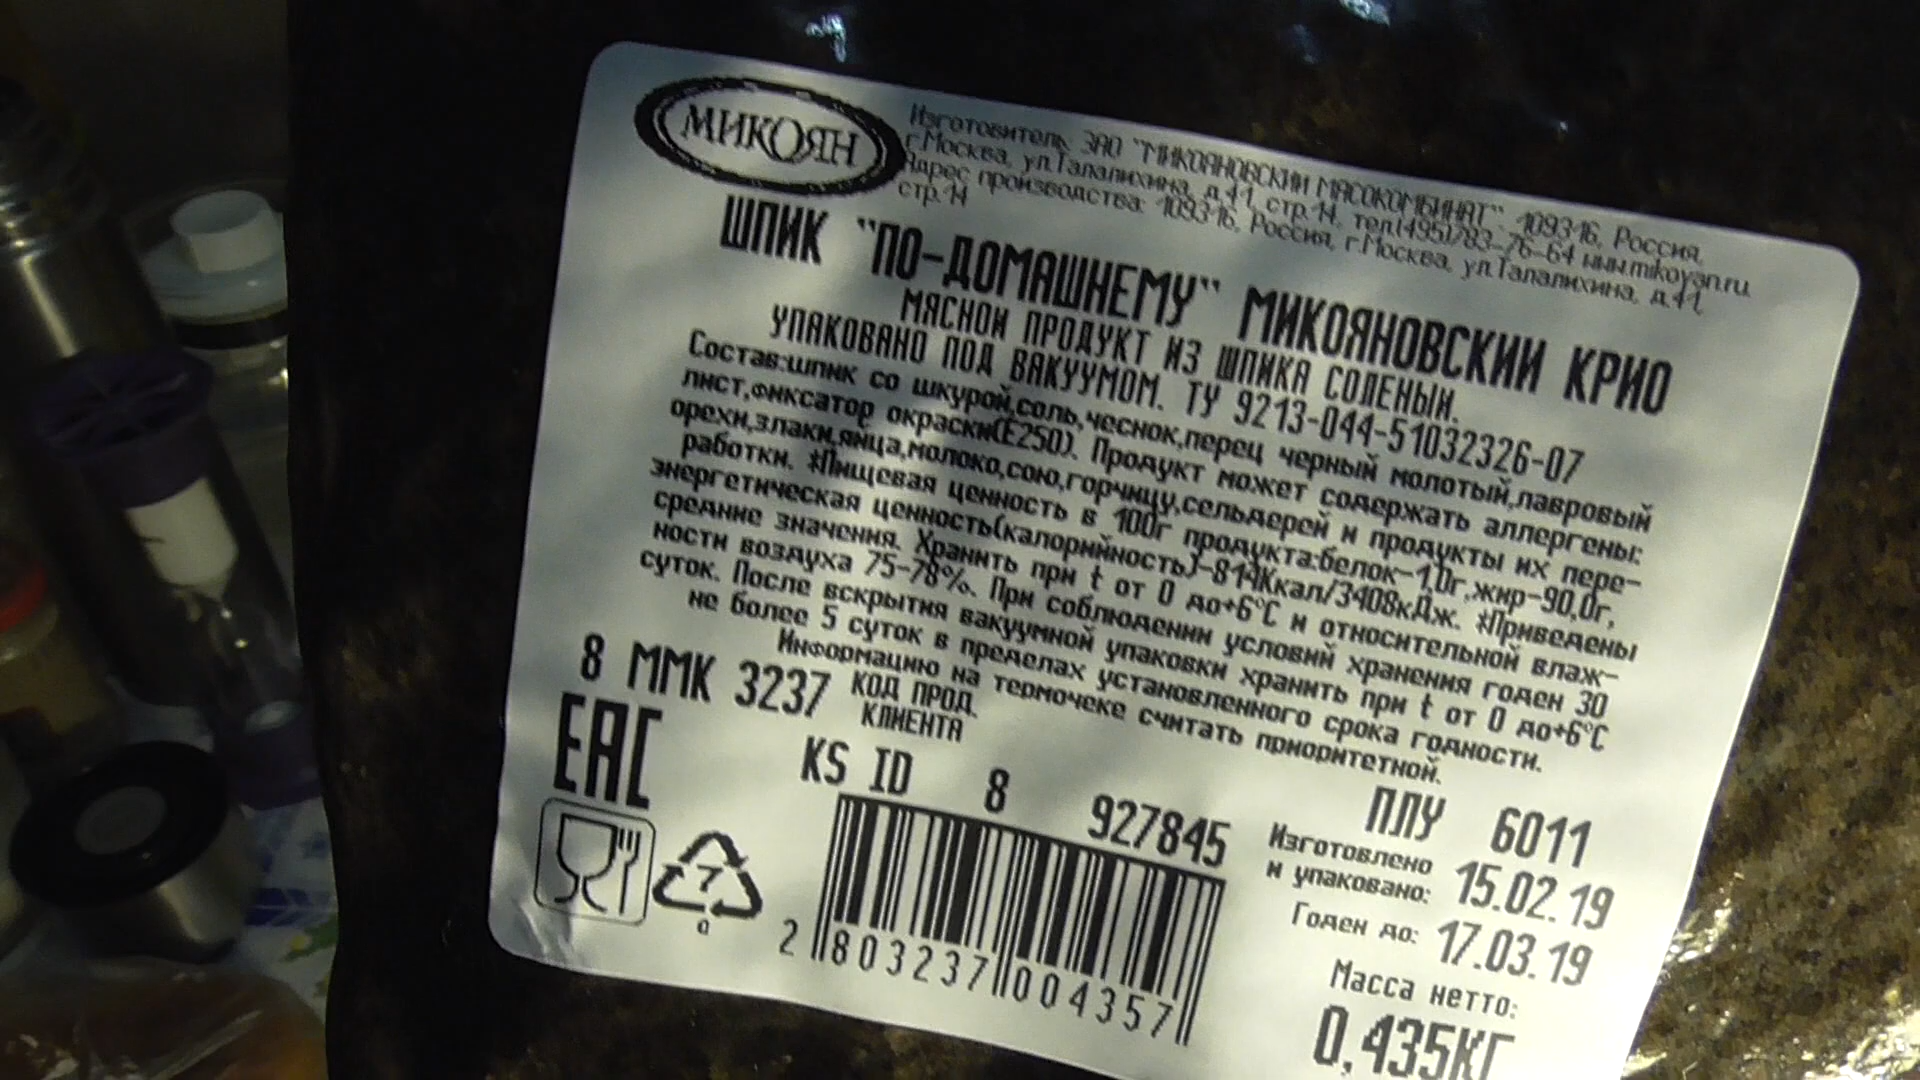 МИКОЯН
Изготовитель: ЗАО "МИКОЯНОВСКИЙ МЯСОКОМБИНАТ" 109316, Россия,
г.Москва, ул.Талалихина, д.41, стр.14, тел.(495)783-76-64 www.mikoyan.ru
Адрес производства: 109316, Россия, г.Москва, ул.Талалихина, д.41,
стр.14
ШПИК "ПО-ДОМАШНЕМУ" МИКОЯНОВСКИЙ КРИО
МЯСНОЙ ПРОДУКТ ИЗ ШПИКА СОЛЕНЫЙ.
УПАКОВАНО ПОД ВАКУУМОМ. ТУ 9213-044-51032326-07
Состав:шпик со шкурой,соль,чеснок,перец черный молотый,лавровый
лист,фиксатор окраски(Е250). Продукт может содержать аллергены:
орехи,злаки,яйца,молоко,сою,горчицу,сельдерей и продукты их пере-
работки. *Пищевая ценность в 100г продукта:белок-1,0г,жир-90,0г,
энергетическая ценность(калорийность)-814Ккал/3408кДж. *Приведены
средние значения. Хранить при t от 0 до+6°С и относительной влаж-
ности воздуха 75-78%. При соблюдении условий хранения годен 30
суток. После вскрытия вакуумной упаковки хранить при t от 0 до+6°С
не более 5 суток в пределах установленного срока годности.
Информацию на термочеке считать приоритетной.
8 ММК 3237 КОД ПРОД.
КЛИЕНТА
EAC
KS ID 8 927845
ПЛУ 6011
Изготовлено
и упаковано: 15.02.19
Годен до: 17.03.19
Масса нетто:
0,435КГ
7
a
2 803237 004357